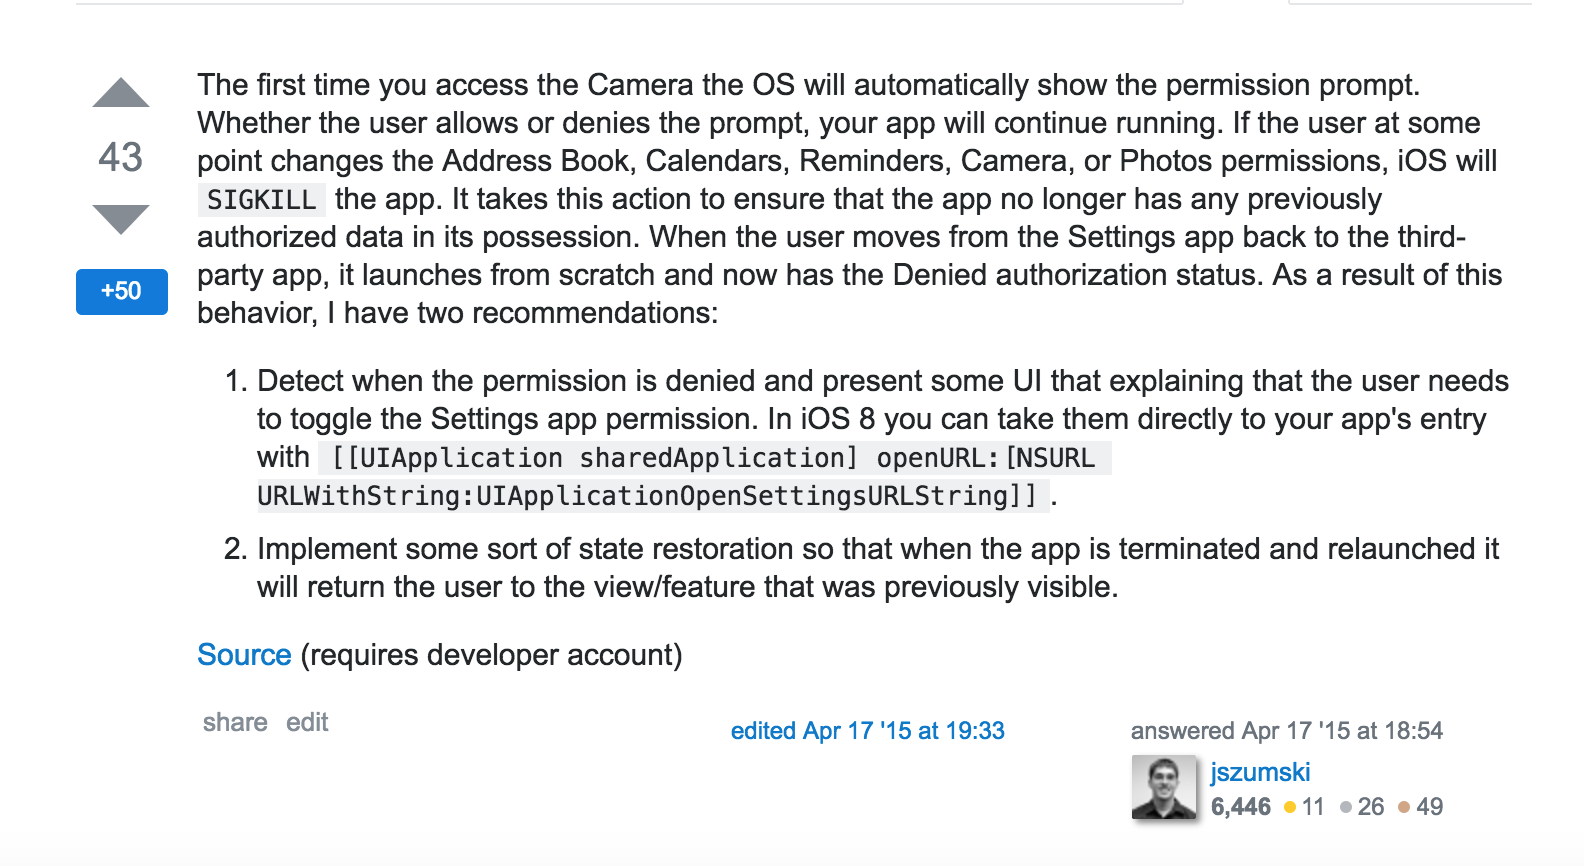 The first time you access the Camera the OS will automatically show the permission prompt.
Whether the user allows or denies the prompt, your app will continue running. If the user at some
43
point changes the Address Book, Calendars, Reminders, Camera, or Photos permissions, iOS will
SIGKILL the app. It takes this action to ensure that the app no longer has any previously
authorized data in its possession. When the user moves from the Settings app back to the third-
party app, it launches from scratch and now has the Denied authorization status. As a result of this
+50
behavior, I have two recommendations:
1. Detect when the permission is denied and present some UI that explaining that the user needs
to toggle the Settings app permission. In iOS 8 you can take them directly to your app's entry
with [[UIApplication sharedApplication] openURL:[NSURL
URLWithString:UIApplicationOpenSettingsURLString]].
2. Implement some sort of state restoration so that when the app is terminated and relaunched it
will return the user to the view/feature that was previously visible.
Source (requires developer account)
share edit
edited Apr 17 '15 at 19:33
answered Apr 17 '15 at 18:54
jszumski
6,446 11 26 49